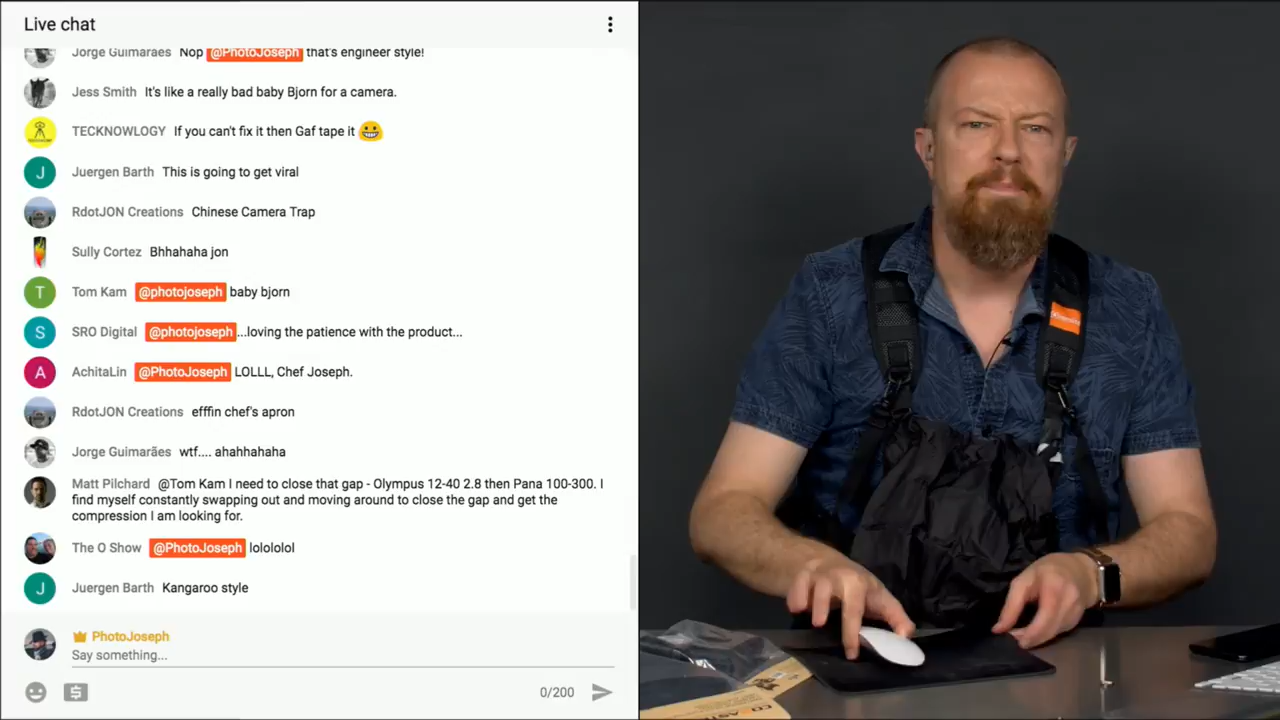 Live chat
Jorge Guimarães Nop @PhotoJoseph that's engineer style!
Jess Smith It's like a really bad baby Bjorn for a camera.
TECKNOWLOGY If you can't fix it then Gaf tape it
J Juergen Barth This is going to get viral
RdotJON Creations Chinese Camera Trap
Sully Cortez Bhhahaha jon
T Tom Kam @photojoseph baby bjorn
S SRO Digital @photojoseph ...loving the patience with the product...
A AchitaLin @PhotoJoseph LOLLL, Chef Joseph.
RdotJON Creations efffin chef's apron
Jorge Guimarães wtf.... ahahhahaha
Matt Pilchard @Tom Kam I need to close that gap - Olympus 12-40 2.8 then Pana 100-300. I
find myself constantly swapping out and moving around to close the gap and get the
compression I am looking for.
The O Show @PhotoJoseph lolololol
J Juergen Barth Kangaroo style
PhotoJoseph
Say something...
0/200